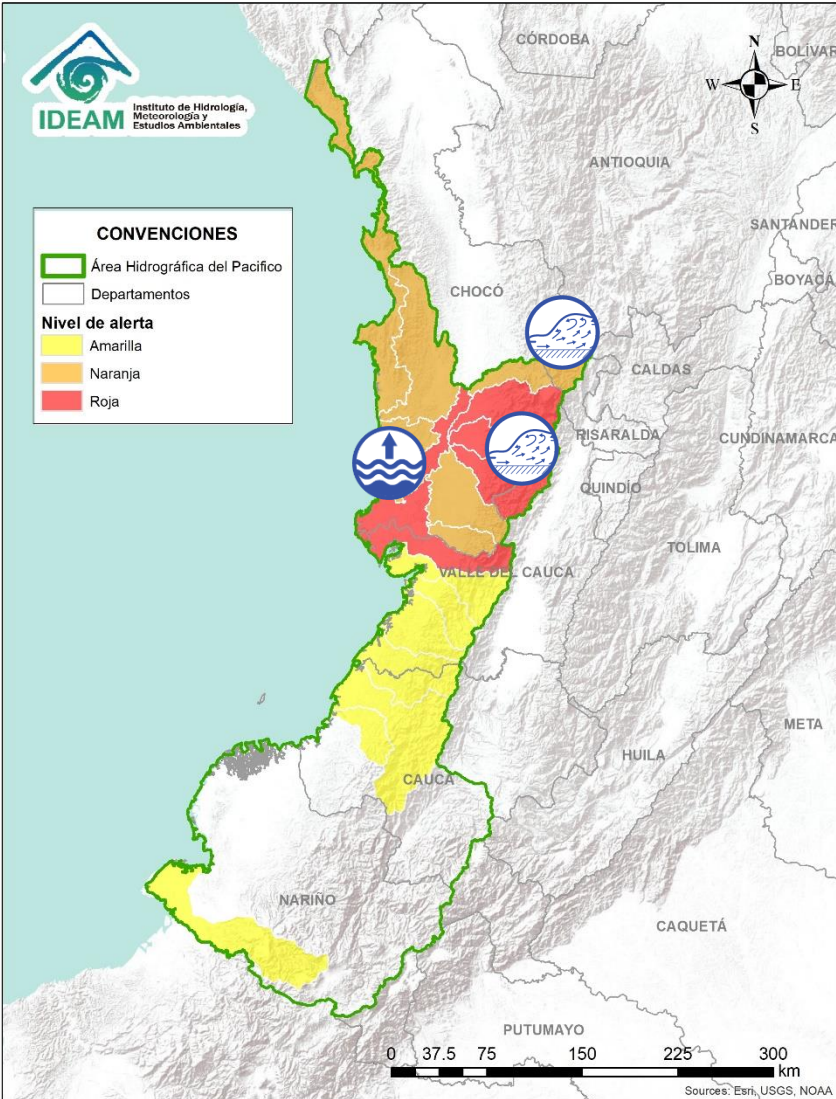 CÓRDOBA
BOLÍVAR
N
W
E
S
IDEAM
Instituto de Hidrología,
Meteorología y
Estudios Ambientales
ANTIOQUIA
SANTANDER
CONVENCIONES
Área Hidrográfica del Pacifico
Departamentos
Nivel de alerta
Amarilla
Naranja
Roja
BOYACÁ
CHOCÓ
CALDAS
RISARALDA
CUNDINAMARCA
QUINDÍO
TOLIMA
VALLE DEL CAUCA
META
HUILA
CAUCA
NARIÑO
CAQUETÁ
PUTUMAYO
0 37.5 75 150 225 300
km
Sources: Esri, USGS, NOAA